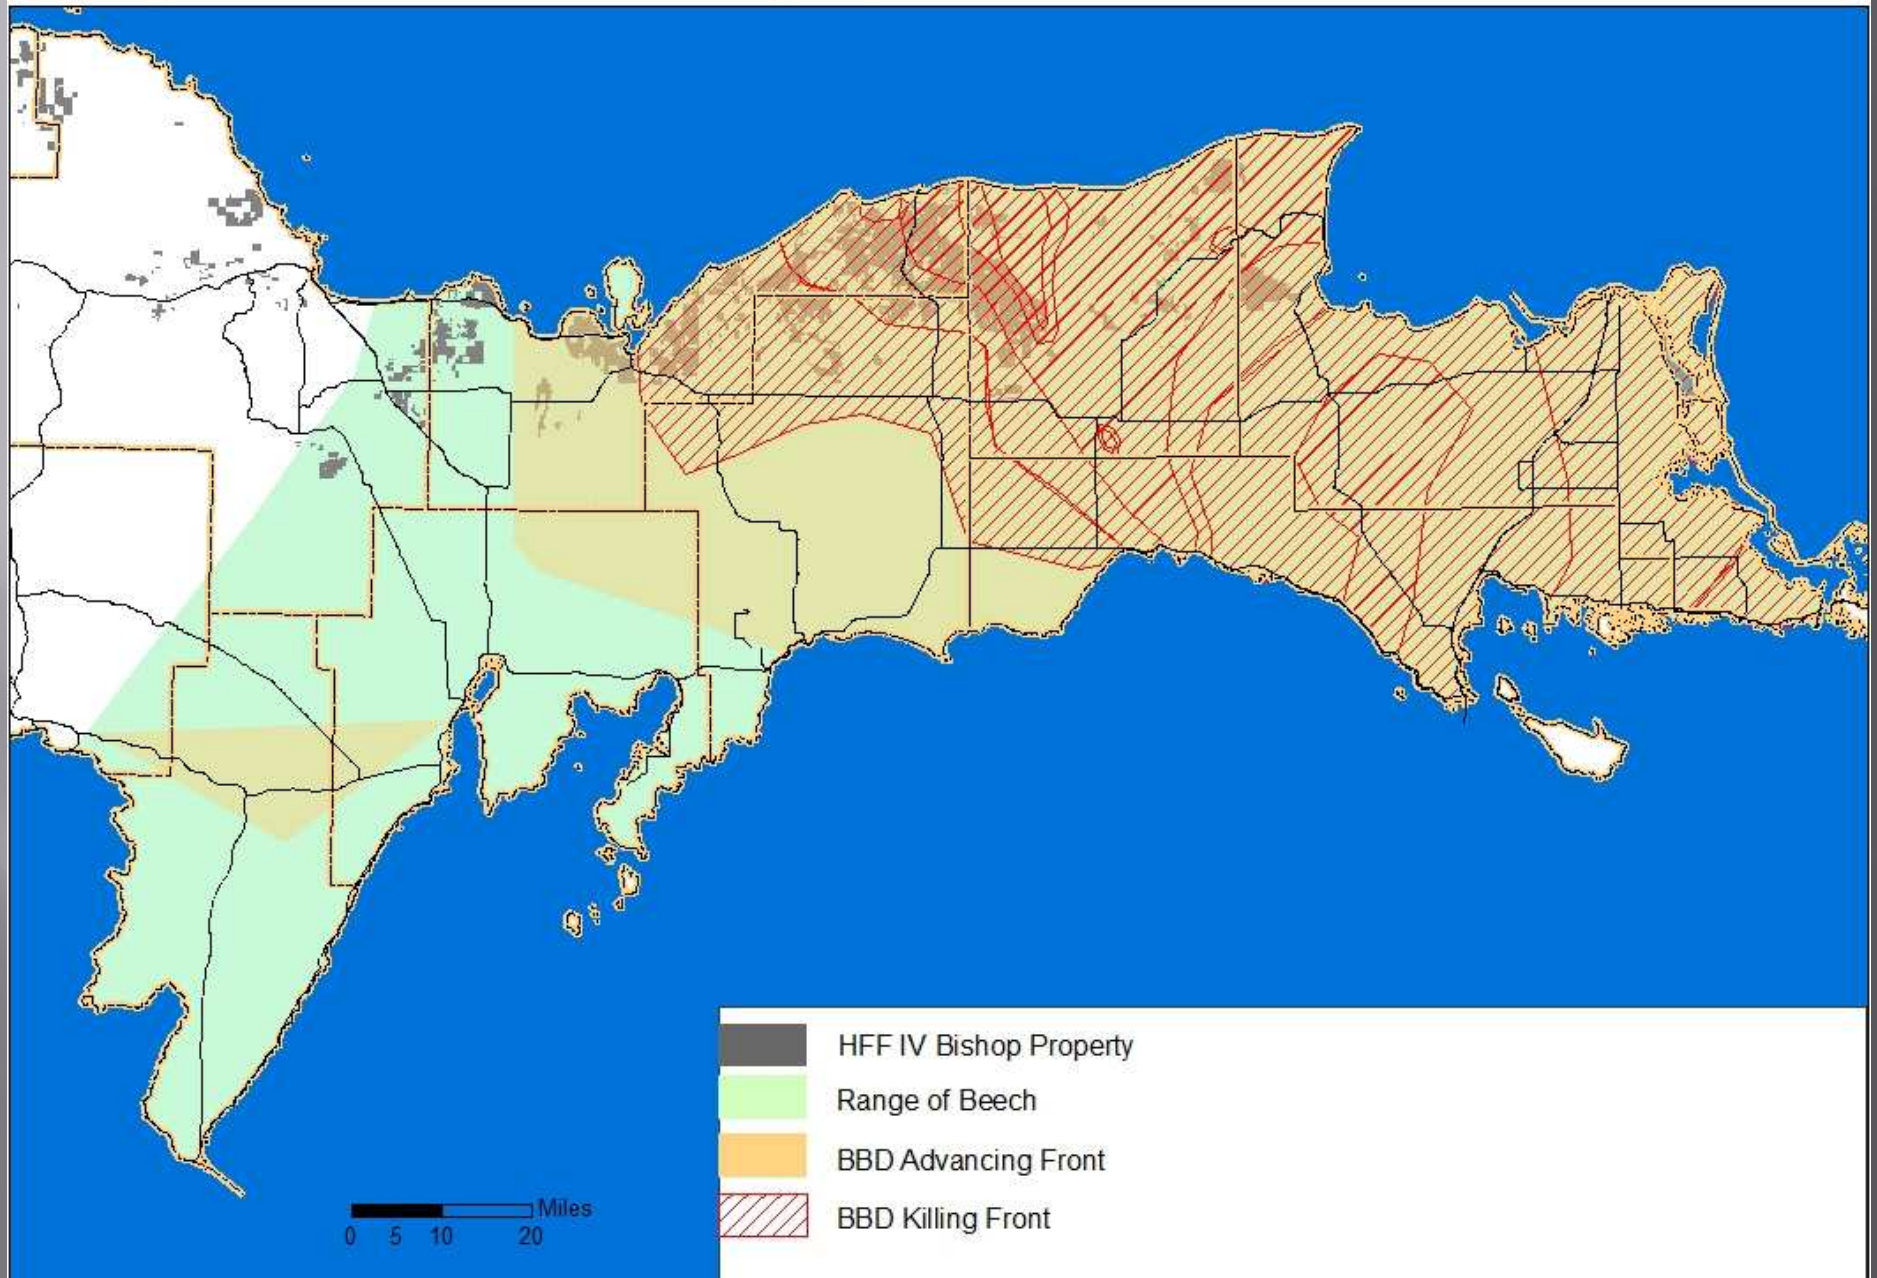 HFF IV Bishop Property
Range of Beech
BBD Advancing Front
BBD Killing Front
Miles
0 5 10 20